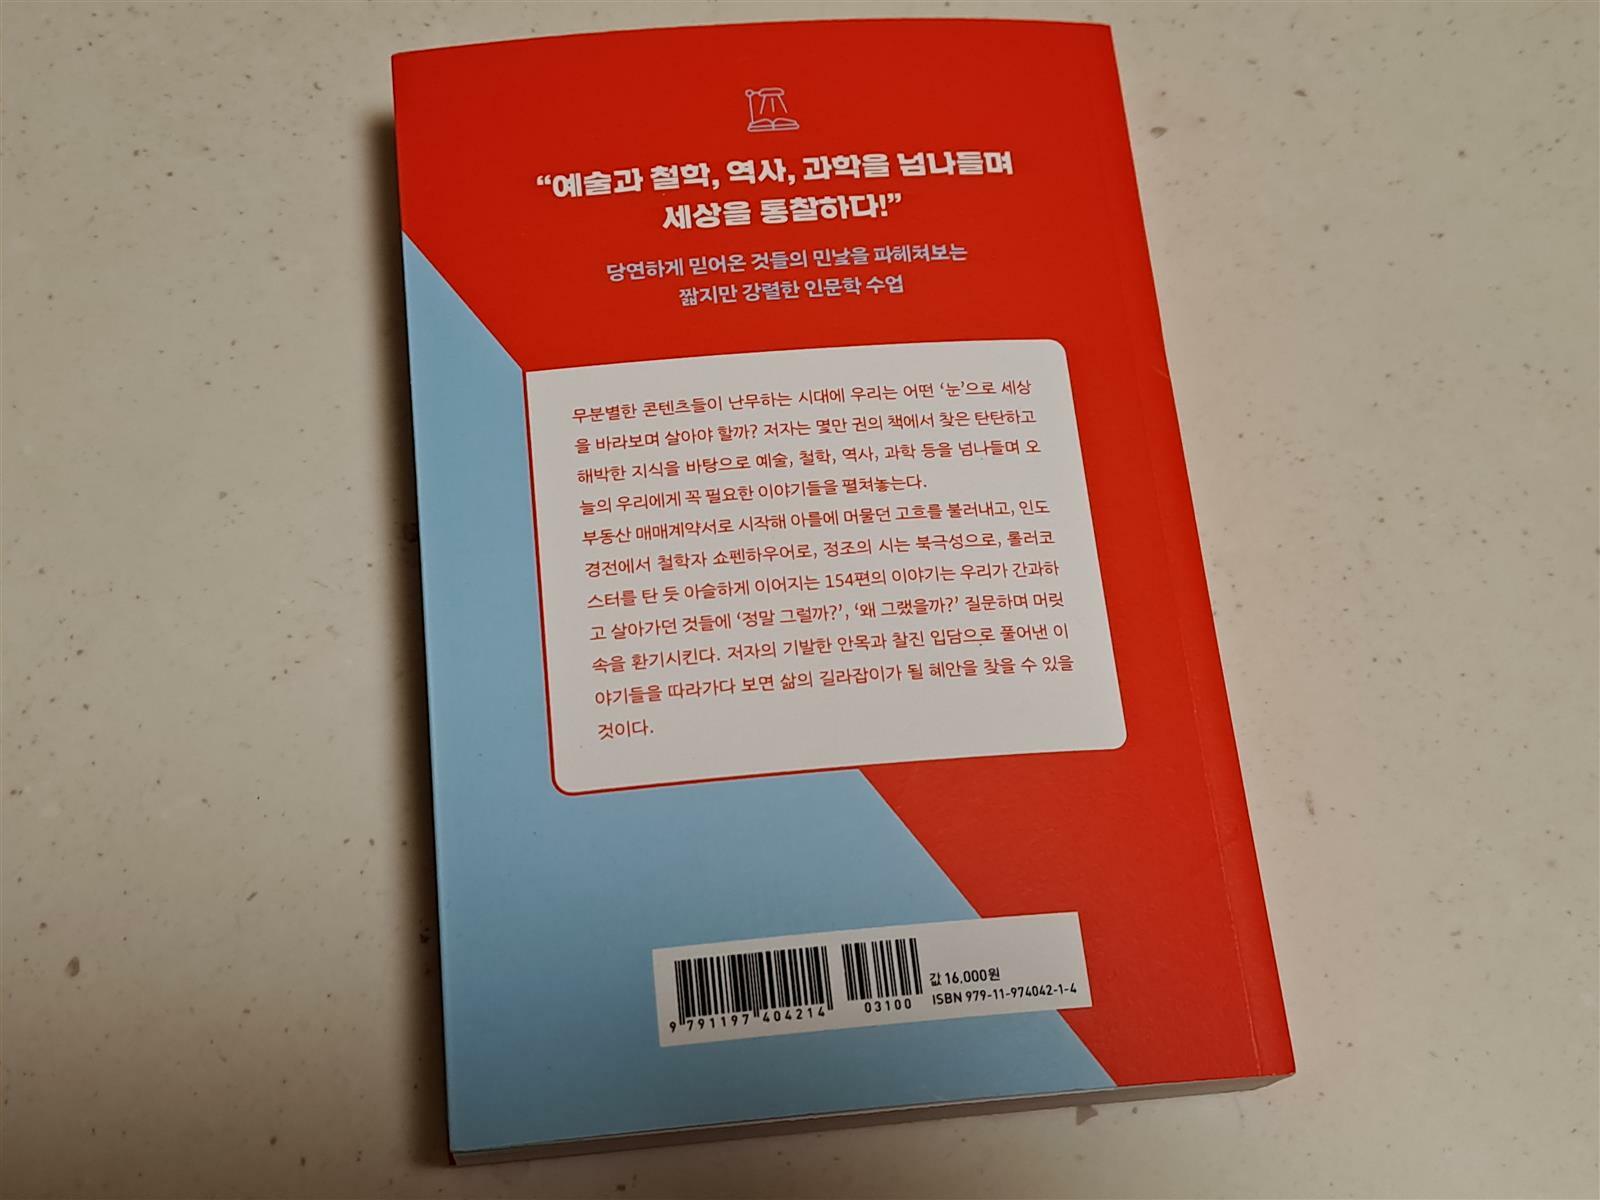 “예술과 철학, 역사, 과학을 넘나들며
세상을 통찰하다!”
당연하게 믿어온 것들의 민낯을 파헤쳐보는
짧지만 강렬한 인문학 수업
무분별한 콘텐츠들이 난무하는 시대에 우리는 어떤 ‘눈’으로 세상
을 바라보며 살아야 할까? 저자는 몇만 권의 책에서 찾은 탄탄하고
해박한 지식을 바탕으로 예술, 철학, 역사, 과학 등을 넘나들며 오
늘의 우리에게 꼭 필요한 이야기들을 펼쳐놓는다.
부동산 매매계약서로 시작해 아를에 머물던 고흐를 불러내고, 인도
경전에서 철학자 쇼펜하우어로, 정조의 시는 북극성으로, 롤러코
스터를 탄 듯 아슬하게 이어지는 154편의 이야기는 우리가 간과하
고 살아가던 것들에 ‘정말 그럴까?’, ‘왜 그랬을까?’ 질문하며 머릿
속을 환기시킨다. 저자의 기발한 안목과 찰진 입담으로 풀어낸 이
야기들을 따라가다 보면 삶의 길라잡이가 될 혜안을 찾을 수 있을
것이다.
값 16,000원
ISBN 979-11-974042-1-4
9 791197 404214
03100